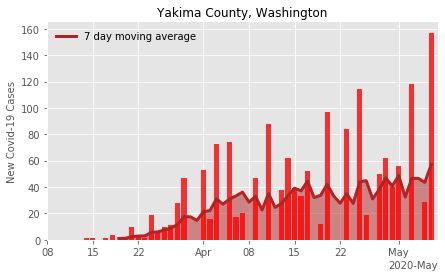 Yakima County, Washington
7 day moving average
New Covid-19 Cases
160
140
120
100
80
60
40
20
0
08
15
22
Apr
08
15
22
May
2020-May